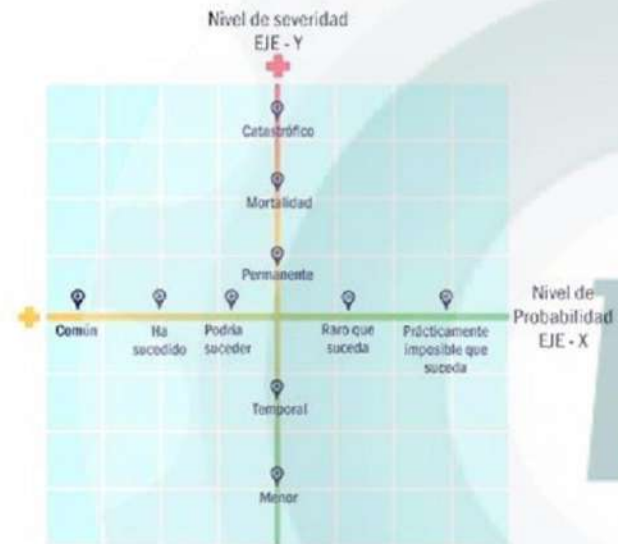 Nivel de severidad
EJE - Y
Catastrófico
Mortalidad
Permanente
Común
Ha
sucedido
Podría
suceder
Raro que
suceda
Prácticamente
imposible que
suceda
Nivel de
Probabilidad
EJE - X
Temporal
Menor